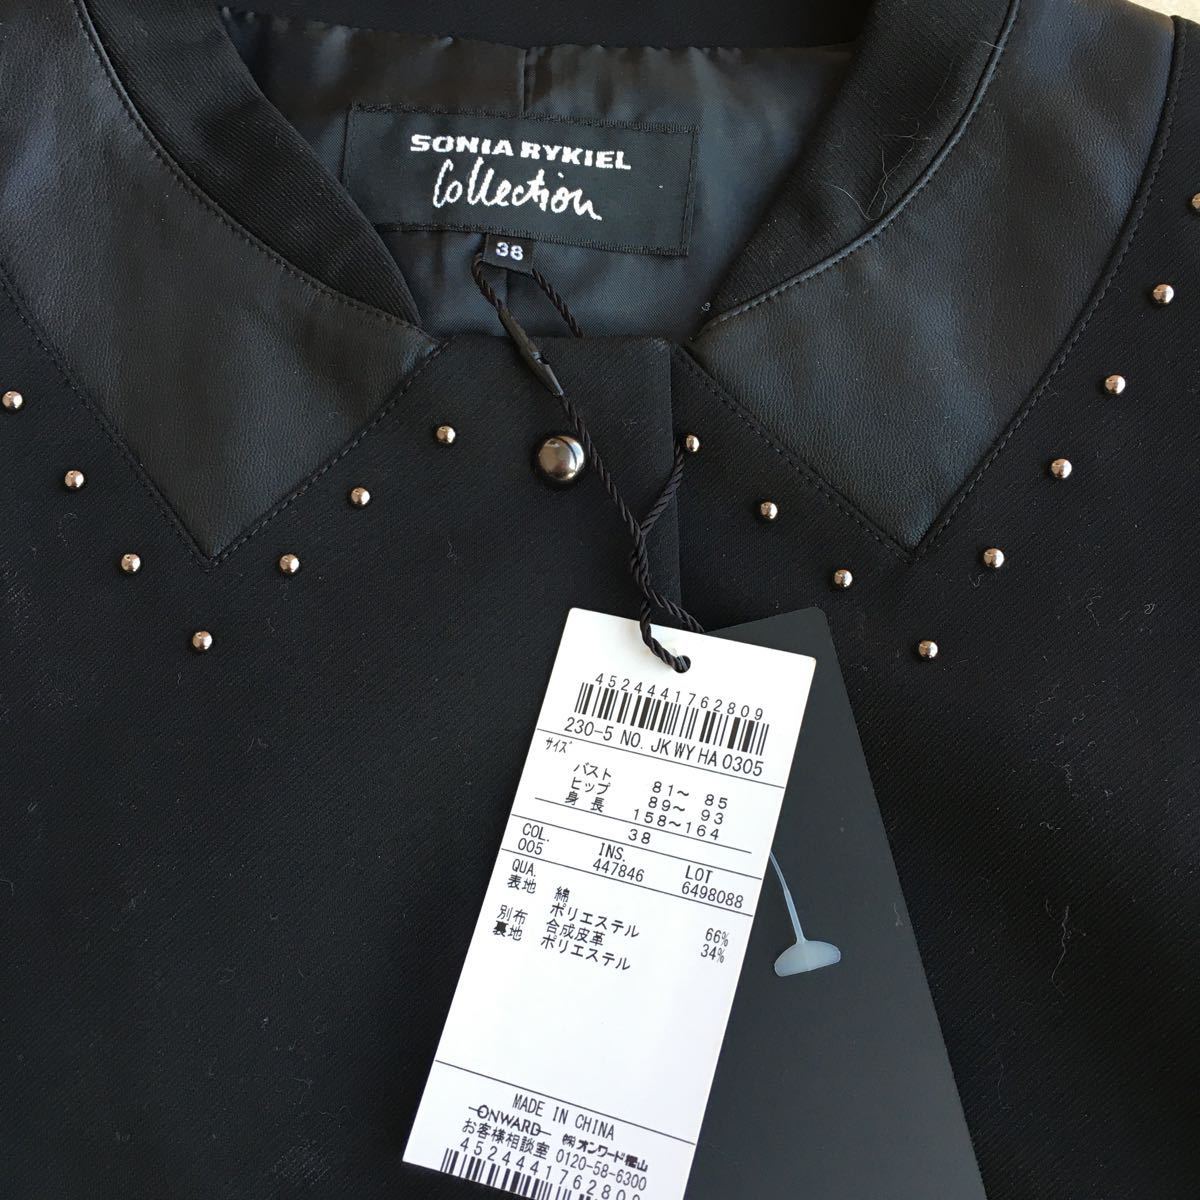 SONIA RYKIEL
Collection
38
4524441762809
230-5 NO. JKWYHA0305
サイズ
バスト 81～ 85
ヒップ 89～ 93
身長 158～164
38
COL. INS. LOT
005 447846 6498088
QUA.
表地 綿 66%
ポリエステル 34%
別布 合成皮革
裏地 ポリエステル
MADE IN CHINA
ONWARD ㈱オンワード樫山
お客様相談室 0120-58-6300
4524441762809